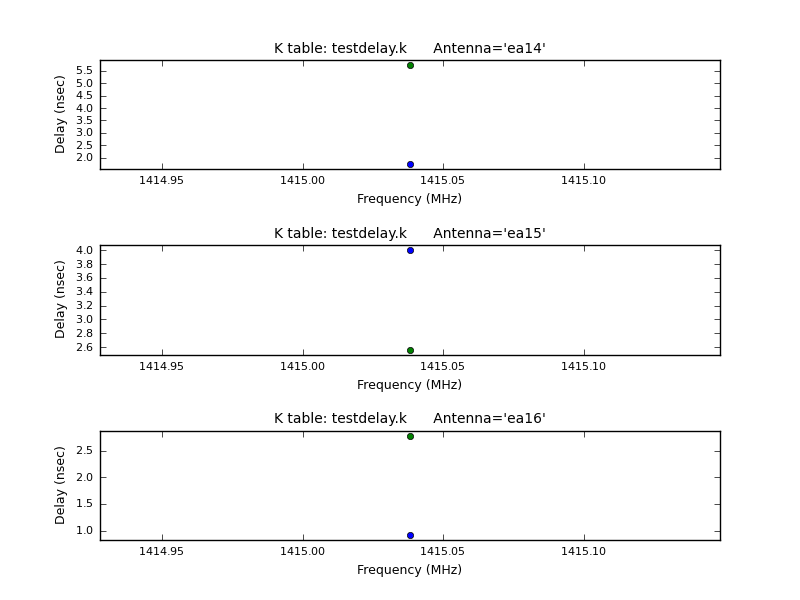 K table: testdelay.k      Antenna='ea14'
5.5
5.0
4.5
4.0
3.5
3.0
2.5
2.0
Delay (nsec)
1414.95 1415.00 1415.05 1415.10
Frequency (MHz)
K table: testdelay.k      Antenna='ea15'
4.0
3.8
3.6
3.4
3.2
3.0
2.8
2.6
Delay (nsec)
1414.95 1415.00 1415.05 1415.10
Frequency (MHz)
K table: testdelay.k      Antenna='ea16'
2.5
2.0
1.5
1.0
Delay (nsec)
1414.95 1415.00 1415.05 1415.10
Frequency (MHz)